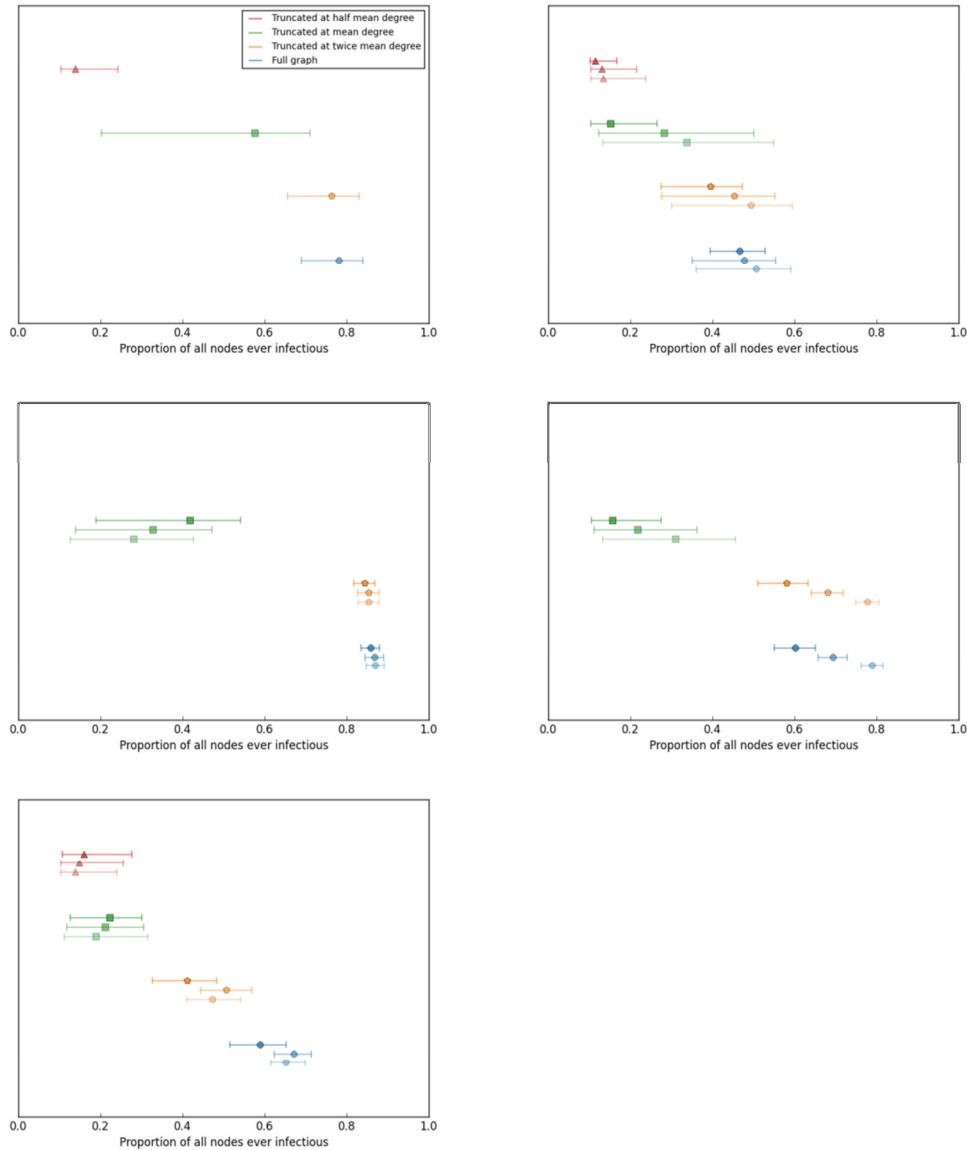 Truncated at half mean degree
Truncated at mean degree
Truncated at twice mean degree
Full graph
0.0 0.2 0.4 0.6 0.8 1.0
Proportion of all nodes ever infectious
0.0 0.2 0.4 0.6 0.8 1.0
Proportion of all nodes ever infectious
0.0 0.2 0.4 0.6 0.8 1.0
Proportion of all nodes ever infectious
0.0 0.2 0.4 0.6 0.8 1.0
Proportion of all nodes ever infectious
0.0 0.2 0.4 0.6 0.8 1.0
Proportion of all nodes ever infectious